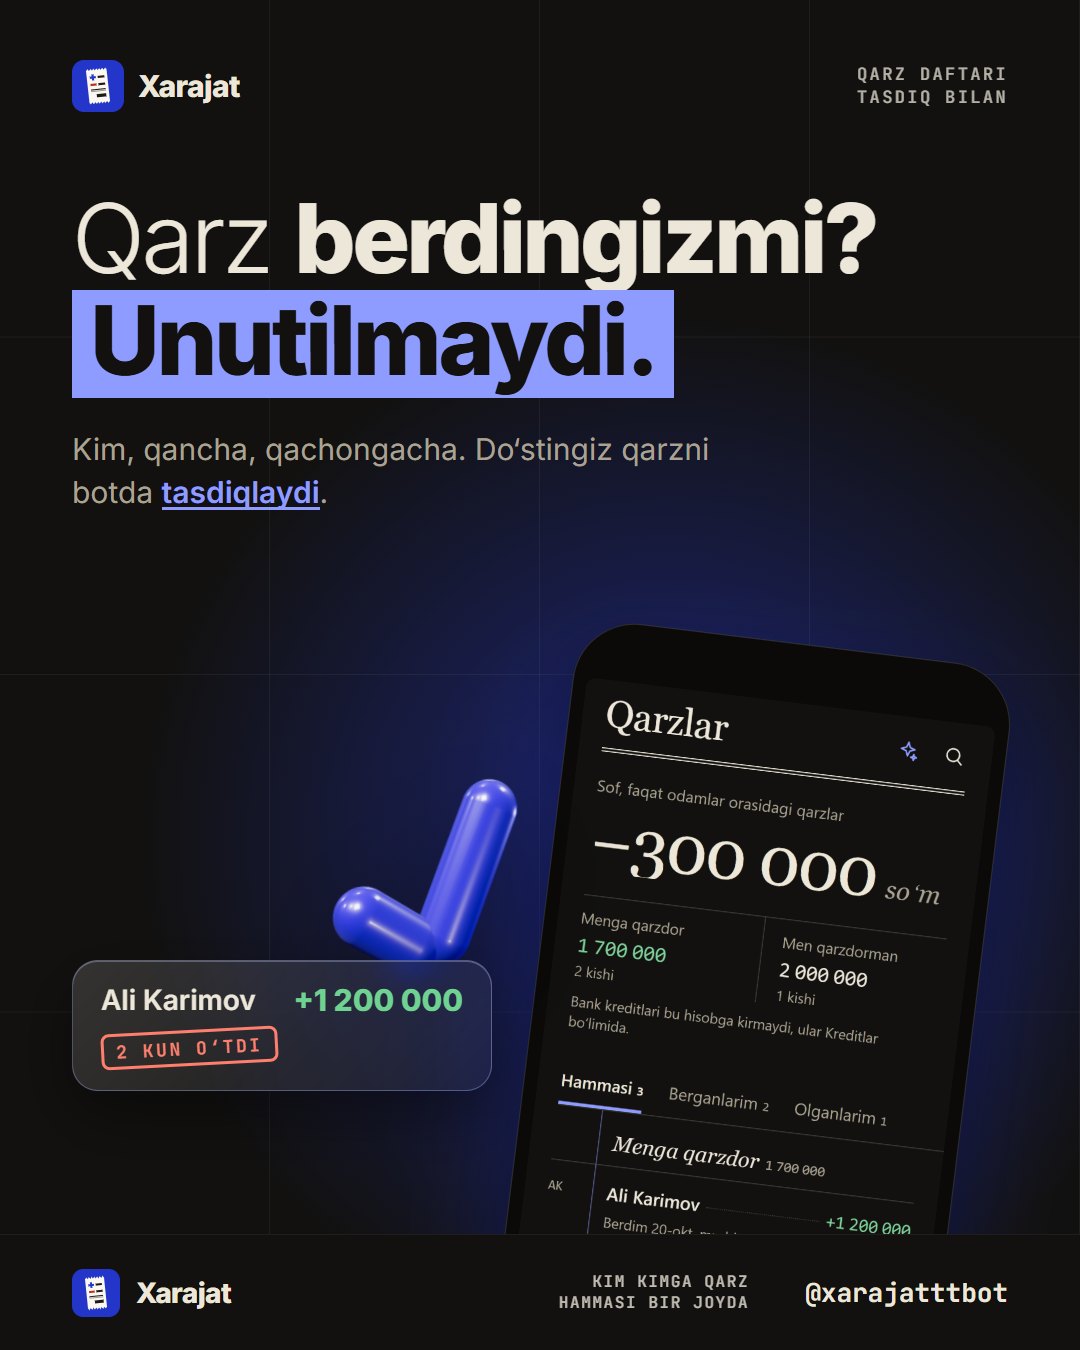 Xarajat
QARZ DAFTARI
TASDIQ BILAN
Qarz berdingizmi?
Unutilmaydi.
Kim, qancha, qachongacha. Do‘stingiz qarzni
botda tasdiqlaydi.
Qarzlar
Sof, faqat odamlar orasidagi qarzlar
−300 000 so‘m
Menga qarzdor
1 700 000
2 kishi
Men qarzdorman
2 000 000
1 kishi
Bank kreditlari bu hisobga kirmaydi, ular Kreditlar
bo‘limida.
Ali Karimov +1 200 000
2 KUN O‘TDI
Hammasi 3 Berganlarim 2 Olganlarim 1
Menga qarzdor 1 700 000
AK
Ali Karimov +1 200 000
Berdim 20-okt.
Xarajat
KIM KIMGA QARZ
HAMMASI BIR JOYDA
@xarajatttbot